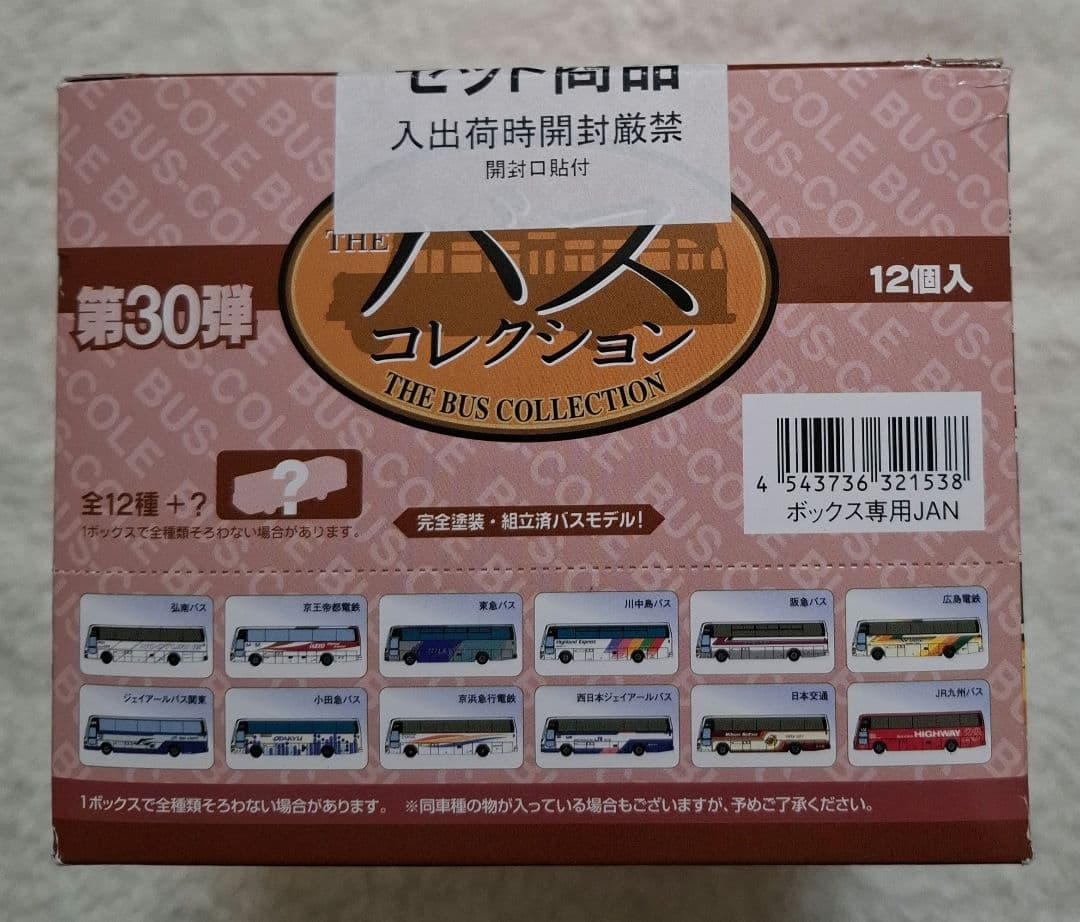 セット商品
入出荷時開封厳禁
開封口貼付
THE
バス
コレクション
THE BUS COLLECTION
第30弾
12個入
4 543736 321538
ボックス専用JAN
全12種+?
?
1ボックスで全種類そろわない場合があります。
完全塗装・組立済バスモデル!
弘南バス
京王帝都電鉄
東急バス
川中島バス
Highland Express
阪急バス
広島電鉄
ジェイアールバス関東
小田急バス
ODAKYU
京浜急行電鉄
西日本ジェイアールバス
日本交通
JR九州バス
HIGHWAY
1ボックスで全種類そろわない場合があります。 ※同車種の物が入っている場合もございますが、予めご了承ください。
BUS-COLE BUS-COLE BUS-COLE